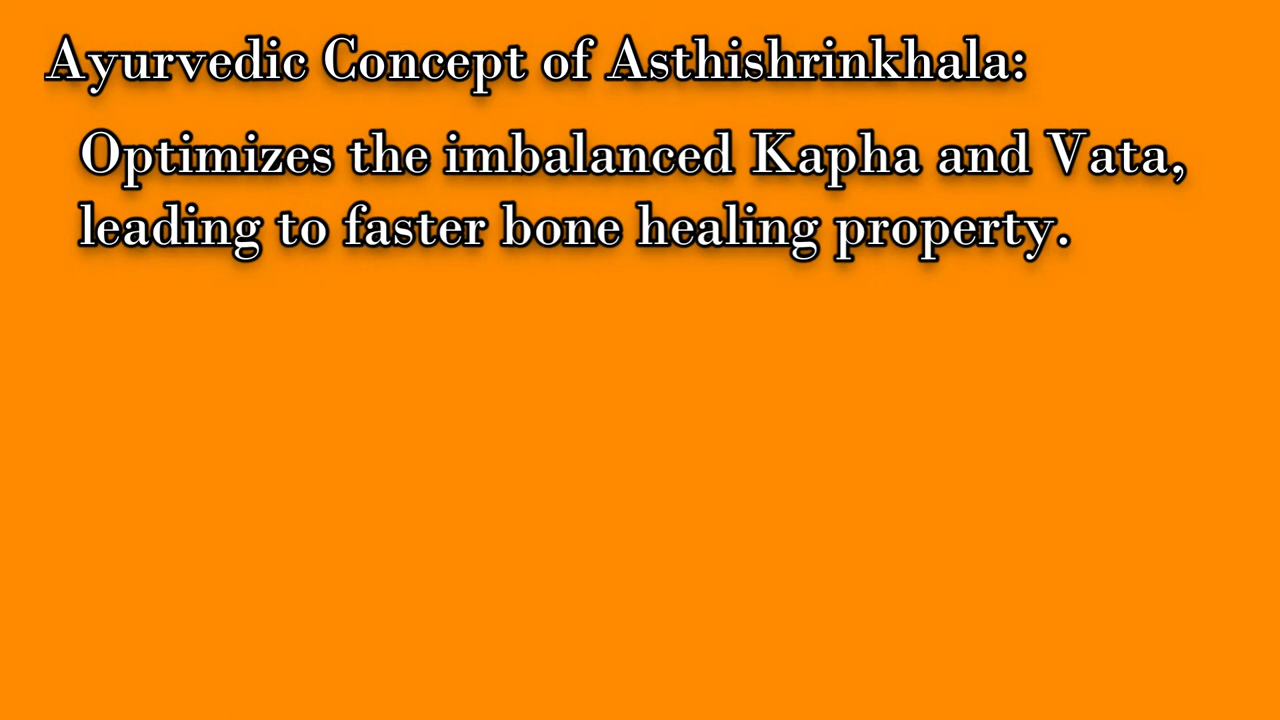 Ayurvedic Concept of Asthishrinkhala:
Optimizes the imbalanced Kapha and Vata,
leading to faster bone healing property.